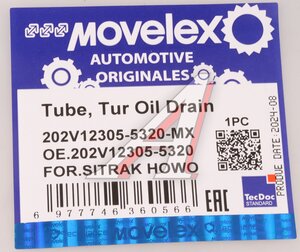 MOVELEX
AUTOMOTIVE
ORIGINALES
Tube, Tur Oil Drain
202V12305-5320-MX
OE.202V12305-5320
FOR.SITRAK HOWO
1PC
PRODUE DATE:2024-08
6 977746 360566
EAC
TecDoc
STANDARD